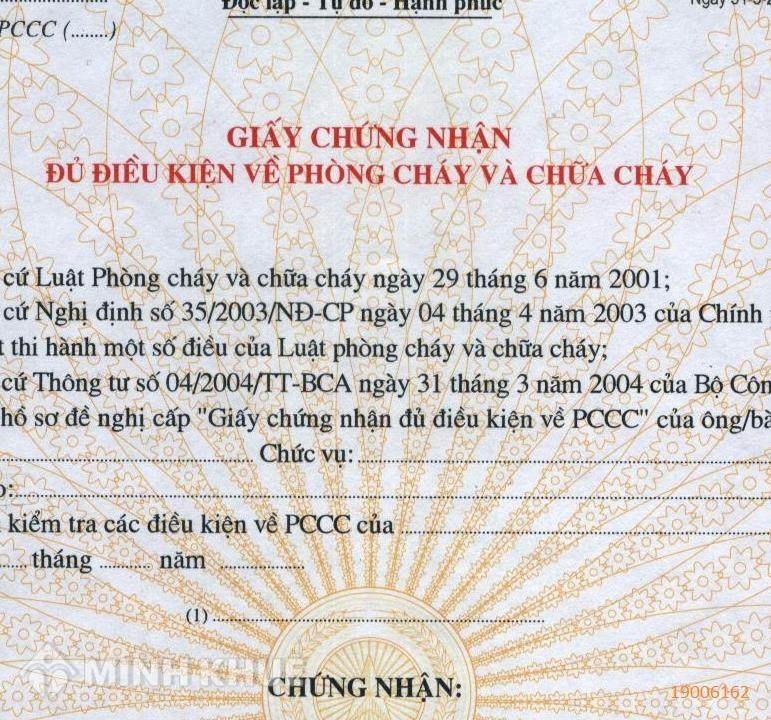 Độc lập - Tự do - Hạnh phúc
PCCC (........)
GIẤY CHỨNG NHẬN
ĐỦ ĐIỀU KIỆN VỀ PHÒNG CHÁY VÀ CHỮA CHÁY
cứ Luật Phòng cháy và chữa cháy ngày 29 tháng 6 năm 2001;
cứ Nghị định số 35/2003/NĐ-CP ngày 04 tháng 4 năm 2003 của Chính
thi hành một số điều của Luật phòng cháy và chữa cháy;
cứ Thông tư số 04/2004/TT-BCA ngày 31 tháng 3 năm 2004 của Bộ Côn
hồ sơ đề nghị cấp "Giấy chứng nhận đủ điều kiện về PCCC" của ông/bà
Chức vụ:
kiểm tra các điều kiện về PCCC của
tháng .......... năm ..................
(1)
CHỨNG NHẬN:
MINH KHUÊ
19006162